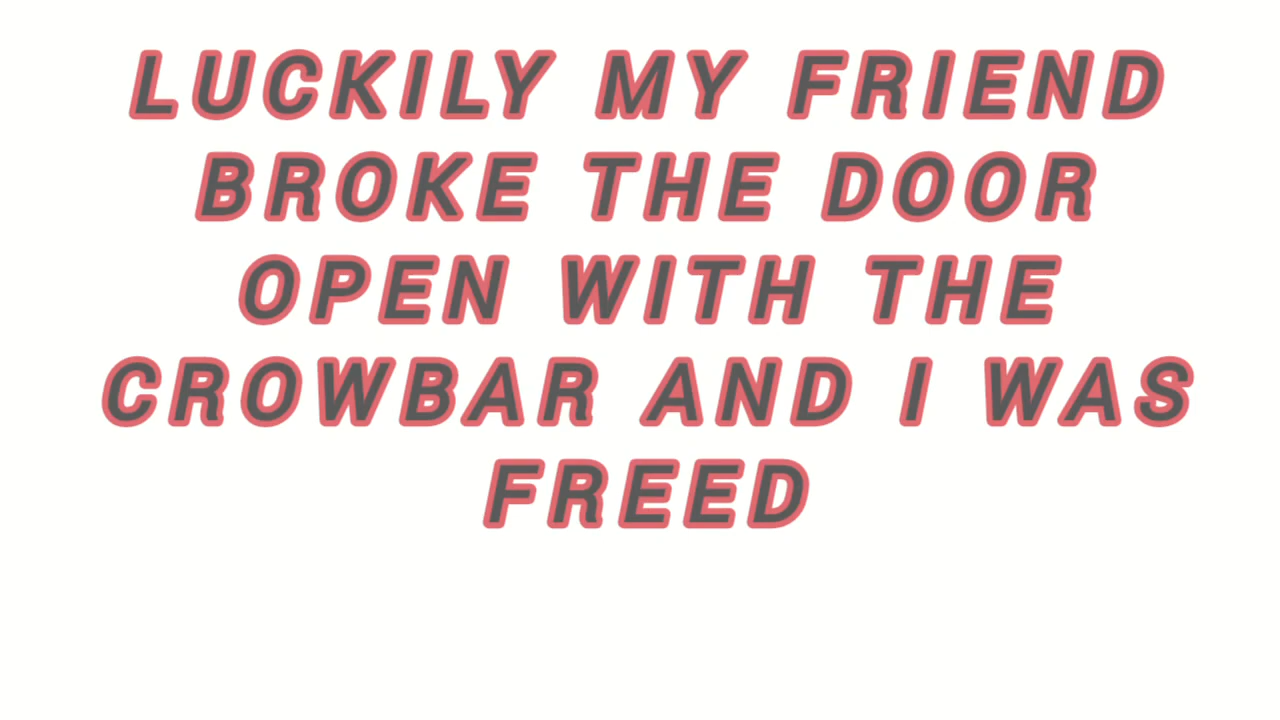 LUCKILY MY FRIEND
BROKE THE DOOR
OPEN WITH THE
CROWBAR AND I WAS
FREED